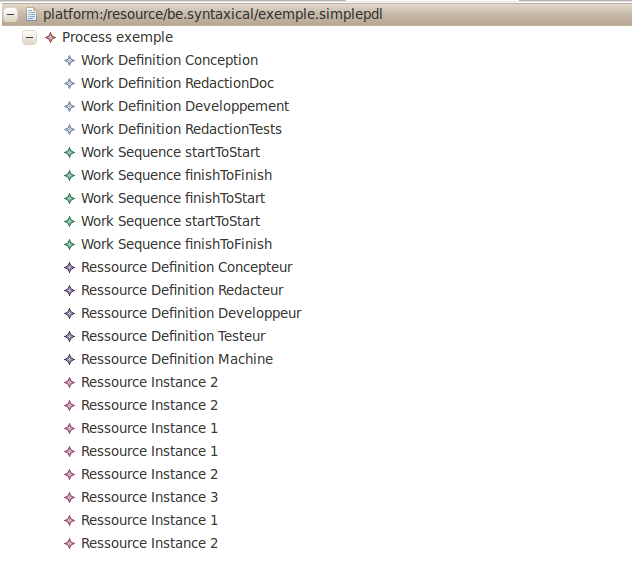 platform:/resource/be.syntaxical/exemple.simplepdl
Process exemple
Work Definition Conception
Work Definition RedactionDoc
Work Definition Developpement
Work Definition RedactionTests
Work Sequence startToStart
Work Sequence finishToFinish
Work Sequence finishToStart
Work Sequence startToStart
Work Sequence finishToFinish
Ressource Definition Concepteur
Ressource Definition Redacteur
Ressource Definition Developpeur
Ressource Definition Testeur
Ressource Definition Machine
Ressource Instance 2
Ressource Instance 2
Ressource Instance 1
Ressource Instance 1
Ressource Instance 2
Ressource Instance 3
Ressource Instance 1
Ressource Instance 2